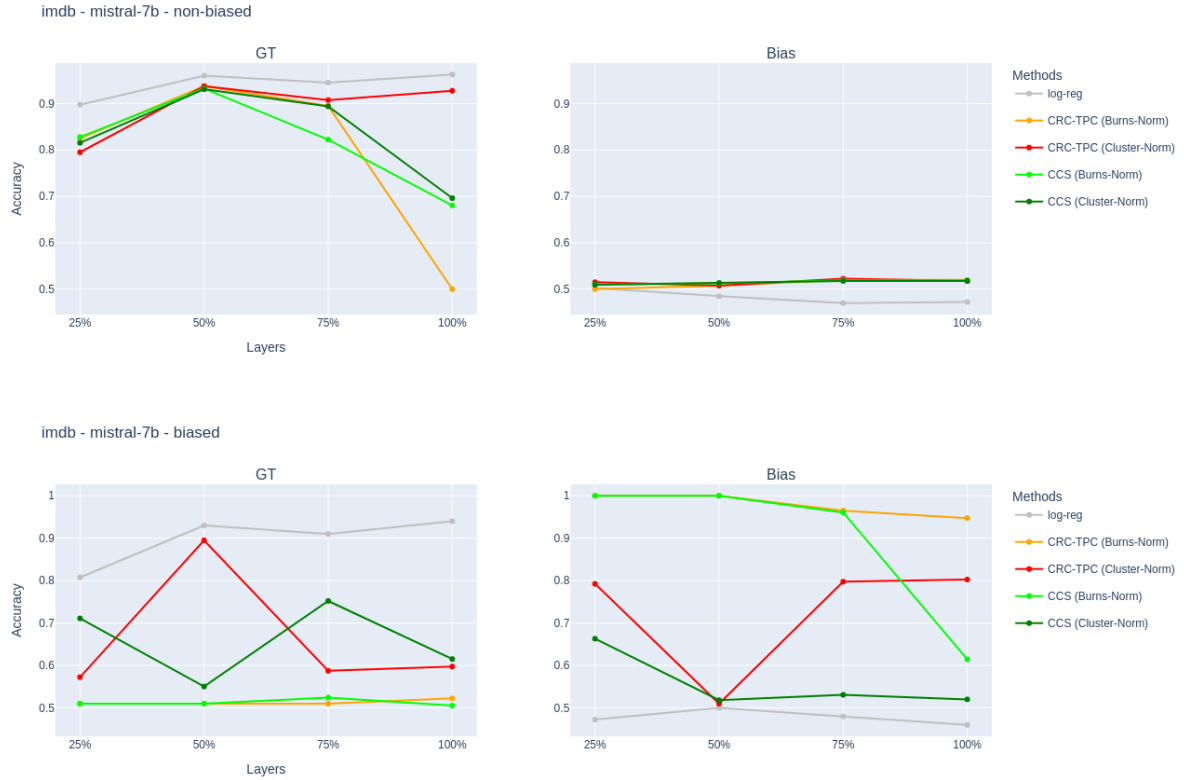 imdb - mistral-7b - non-biased
GT
Bias
Methods
log-reg
CRC-TPC (Burns-Norm)
CRC-TPC (Cluster-Norm)
CCS (Burns-Norm)
CCS (Cluster-Norm)
Accuracy
0.9
0.8
0.7
0.6
0.5
25%
50%
75%
100%
Layers
0.9
0.8
0.7
0.6
0.5
25%
50%
75%
100%
imdb - mistral-7b - biased
GT
Bias
Methods
log-reg
CRC-TPC (Burns-Norm)
CRC-TPC (Cluster-Norm)
CCS (Burns-Norm)
CCS (Cluster-Norm)
Accuracy
1
0.9
0.8
0.7
0.6
0.5
25%
50%
75%
100%
Layers
1
0.9
0.8
0.7
0.6
0.5
25%
50%
75%
100%